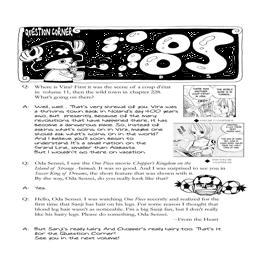 QUESTION CORNER
Q: Where is Vira? First it was the scene of a coup d'état
in volume 11, then the wild town in chapter 228.
What's going on there?
A: Well, well... That's very shrewd of you. Vira was
a thriving town back in Noland's day 400 years
ago, but presently, because of the many
revolutions that have happened there, it has
become a dangerous place. So, instead of
asking what's going on in Vira, maybe one
should ask what's going on in the world?
And I believe you'll soon begin to
understand. It's a small nation on the
Grand Line, smaller than Alabasta.
But I wouldn't go there on vacation.
Q: Oda Sensei, I saw the One Piece movie Chopper's Kingdom on the
Island of Strange Animals. It was so good. And I was surprised to see you in
Soccer King of Dreams, the short feature that was shown with it.
By the way, Oda Sensei, do you really look like that?
A: Yes.
Q: Hello, Oda Sensei. I was watching One Piece recently and realized for the
first time that Sanji has hair on his legs. For some reason I thought that
blond leg hair wasn't as noticeable. I'm a big Sanji fan, but I don't really
like his hairy legs. Please do something, Oda Sensei.
--From the Heart
A: But Sanji's really hairy. And Chopper's really hairy too. That's it
for the Question Corner!!
See you in the next volume!